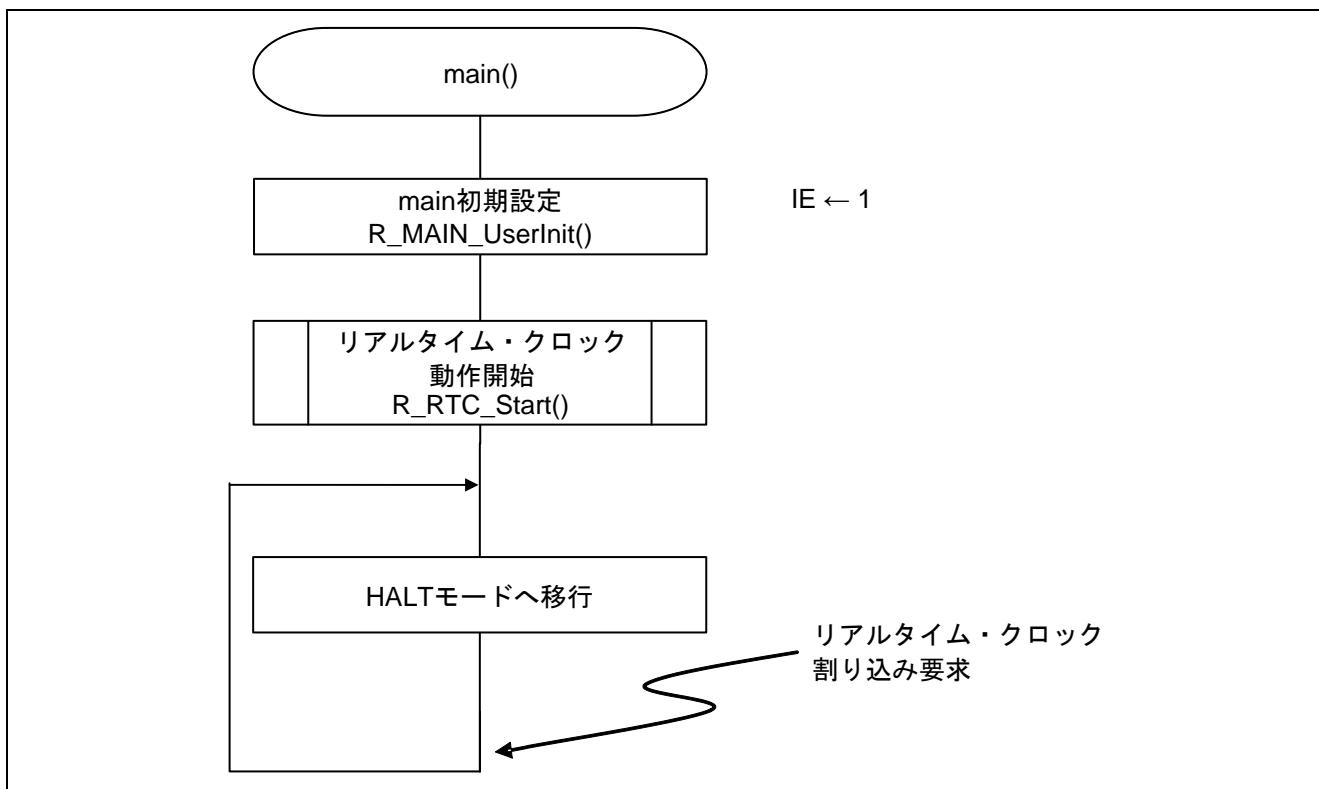 main()
main初期設定
R_MAIN_UserInit()
IE ← 1
リアルタイム・クロック
動作開始
R_RTC_Start()
HALTモードへ移行
リアルタイム・クロック
割り込み要求